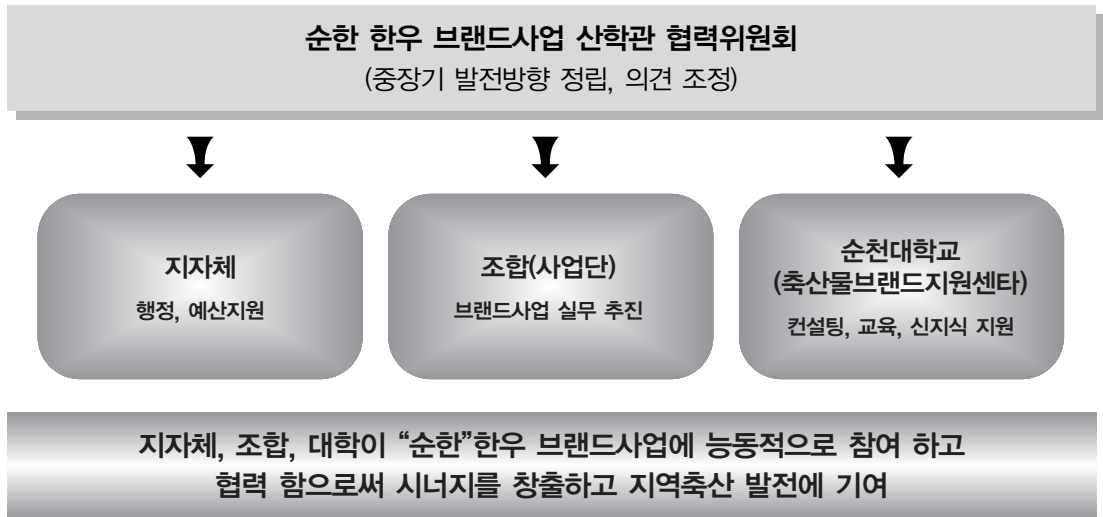 순한 한우 브랜드사업 산학관 협력위원회
(중장기 발전방향 정립, 의견 조정)
지자체
행정, 예산지원
조합(사업단)
브랜드사업 실무 추진
순천대학교
(축산물브랜드지원센타)
컨설팅, 교육, 신지식 지원
지자체, 조합, 대학이 “순한”한우 브랜드사업에 능동적으로 참여 하고
협력 함으로써 시너지를 창출하고 지역축산 발전에 기여